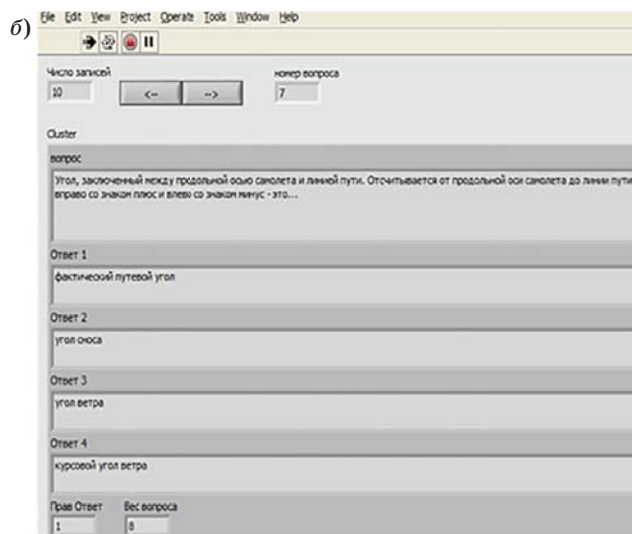 б)
File Edit View Project Operate Tools Window Help
Число записей номер вопроса
10 <-- --> 7
Cluster
вопрос
Угол, заключенный между продольной осью самолета и линией пути. Отсчитывается от продольной оси самолета до линии пути
вправо со знаком плюс и влево со знаком минус - это...
Ответ 1
фактический путевой угол
Ответ 2
угол сноса
Ответ 3
угол ветра
Ответ 4
курсовой угол ветра
Прав Ответ Вес вопроса
1 8